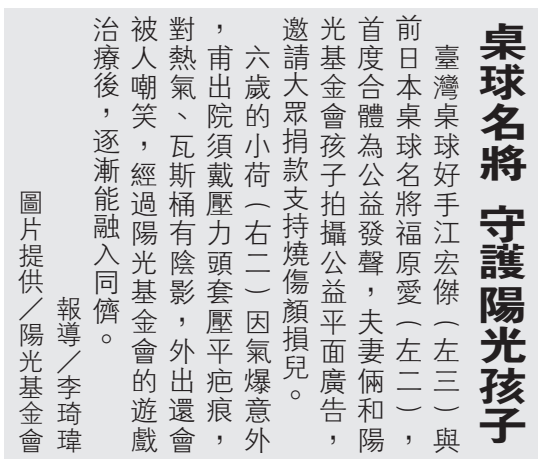 桌球名將 守護陽光孩子
臺灣桌球好手江宏傑（左三）與
前日本桌球名將福原愛（左二），
首度合體為公益發聲，夫妻倆和陽
光基金會孩子拍攝公益平面廣告，
邀請大眾捐款支持燒傷顏損兒。
六歲的小荷（右二）因氣爆意外
，甫出院須戴壓力頭套壓平疤痕，
對熱氣、瓦斯桶有陰影，外出還會
被人嘲笑，經過陽光基金會的遊戲
治療後，逐漸能融入同儕。
報導／李琦瑋
圖片提供／陽光基金會